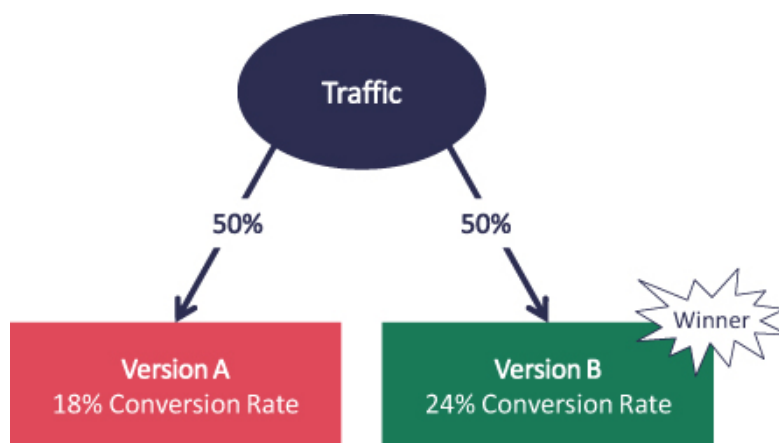 Traffic
50%
50%
Winner
Version A
18% Conversion Rate
Version B
24% Conversion Rate